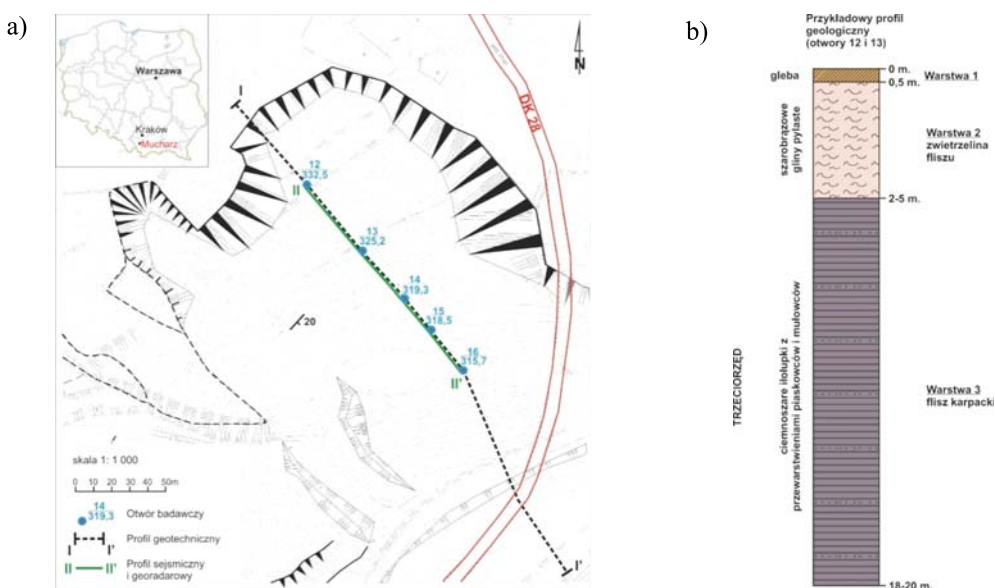 a)
Warszawa
Kraków
Mucharz
N
DK 28
I
12
332,5
II
13
325,2
14
319,3
15
318,5
16
315,7
II'
20
skala 1: 1 000
0 10 20 30 40 50m
14
319,3
Otwór badawczy
I I'
Profil geotechniczny
II II'
Profil sejsmiczny
i georadarowy
I'
b)
Przykładowy profil
geologiczny
(otwory 12 i 13)
0 m.
gleba
Warstwa 1
0,5 m.
szarobrązowe
gliny pylaste
Warstwa 2
zwietrzelina
fliszu
2-5 m.
TRZECIORZĘD
ciemnoszare iłołupki z
przewarstwieniami piaskowców i mułowców
Warstwa 3
flisz karpacki
18-20 m.